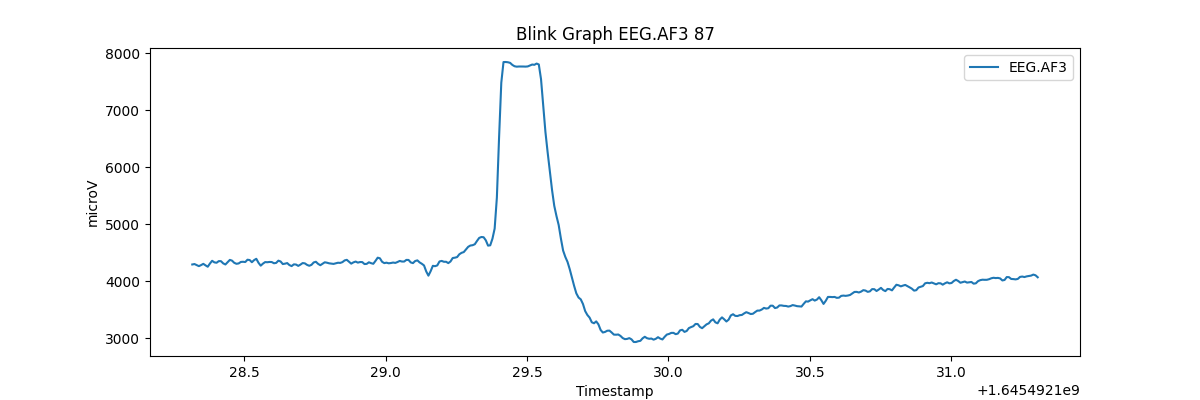 Blink Graph EEG.AF3 87
EEG.AF3
microV
8000
7000
6000
5000
4000
3000
28.5 29.0 29.5 30.0 30.5 31.0
Timestamp
+1.6454921e9